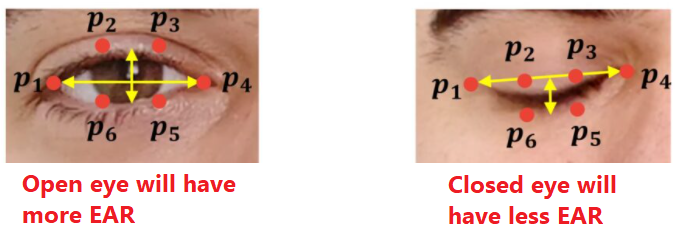 p2 p3
p1 p4
p6 p5
Open eye will have
more EAR
p2 p3
p1 p4
p6 p5
Closed eye will
have less EAR